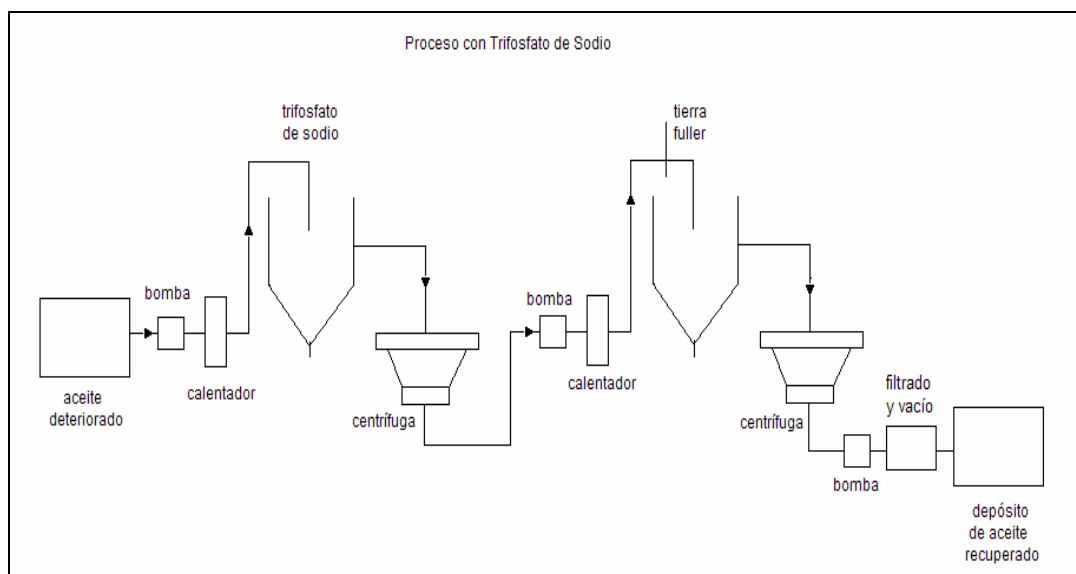 Proceso con Trifosfato de Sodio
trifosfato
de sodio
tierra
fuller
bomba
calentador
aceite
deteriorado
centrífuga
bomba
calentador
centrífuga
filtrado
y vacío
bomba
depósito
de aceite
recuperado